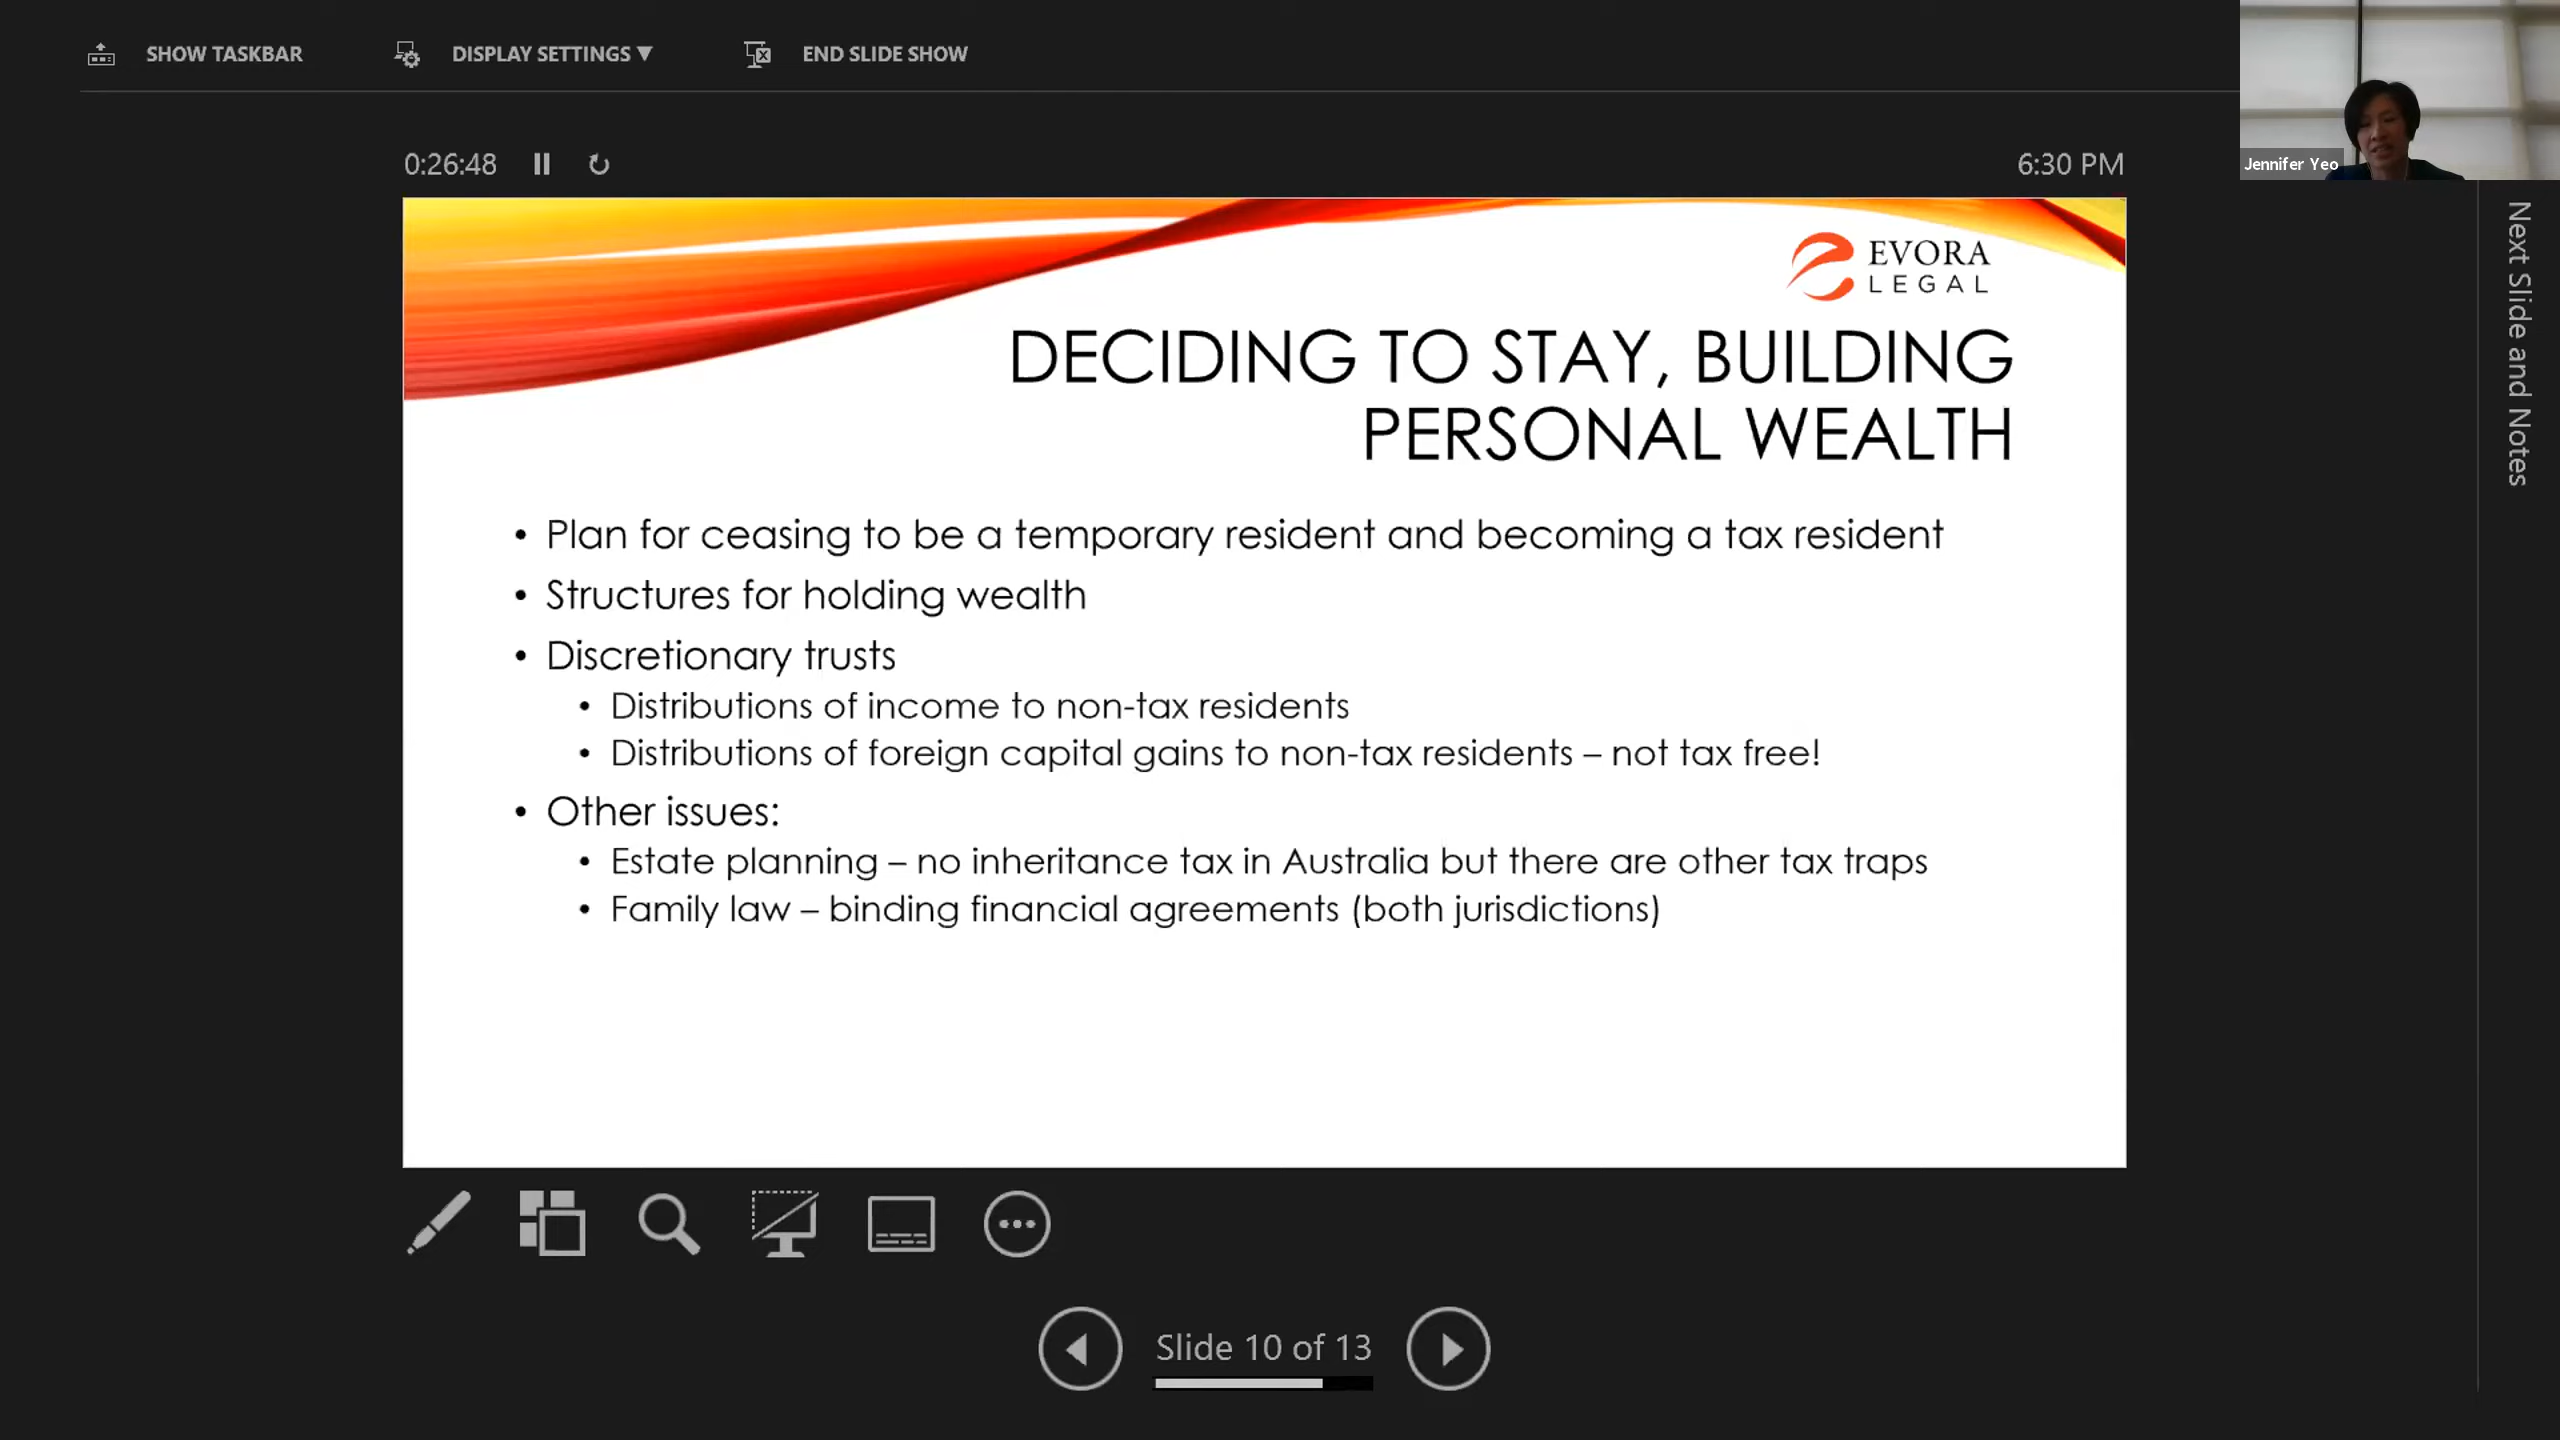 SHOW TASKBAR
DISPLAY SETTINGS ▼
END SLIDE SHOW
Jennifer Yeo
0:26:48
6:30 PM
Next Slide and Notes
EVORA
LEGAL
DECIDING TO STAY, BUILDING
PERSONAL WEALTH
• Plan for ceasing to be a temporary resident and becoming a tax resident
• Structures for holding wealth
• Discretionary trusts
• Distributions of income to non-tax residents
• Distributions of foreign capital gains to non-tax residents – not tax free!
• Other issues:
• Estate planning – no inheritance tax in Australia but there are other tax traps
• Family law – binding financial agreements (both jurisdictions)
Slide 10 of 13